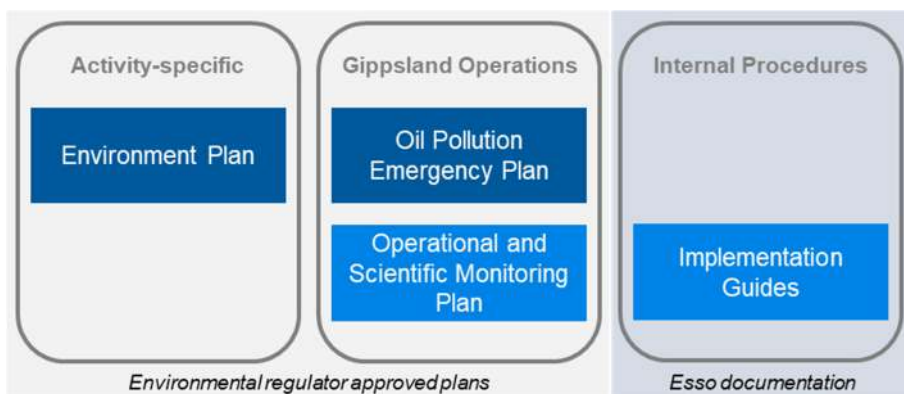 Activity-specific
Environment Plan
Gippsland Operations
Oil Pollution
Emergency Plan
Operational and
Scientific Monitoring
Plan
Internal Procedures
Implementation
Guides
Environmental regulator approved plans
Esso documentation